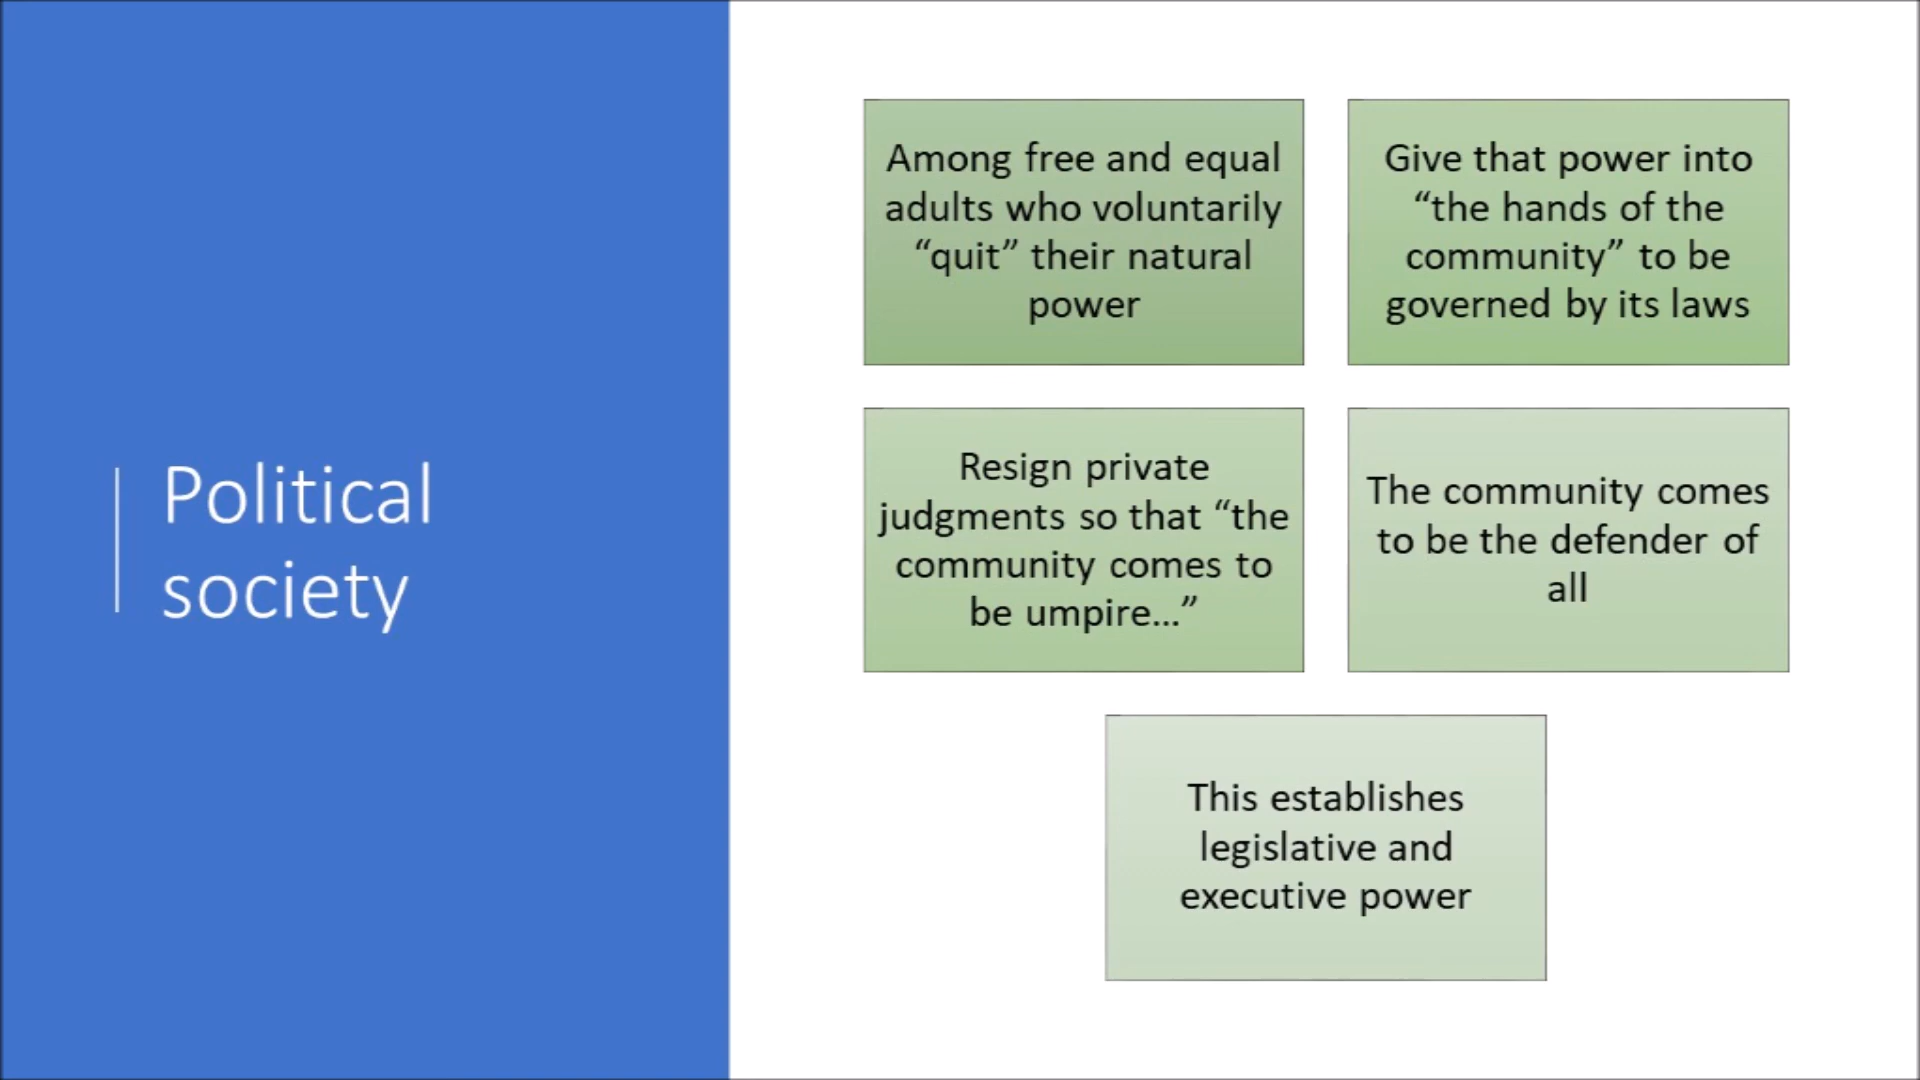 Political
society
Among free and equal
adults who voluntarily
“quit” their natural
power
Give that power into
“the hands of the
community” to be
governed by its laws
Resign private
judgments so that “the
community comes to
be umpire…”
The community comes
to be the defender of
all
This establishes
legislative and
executive power